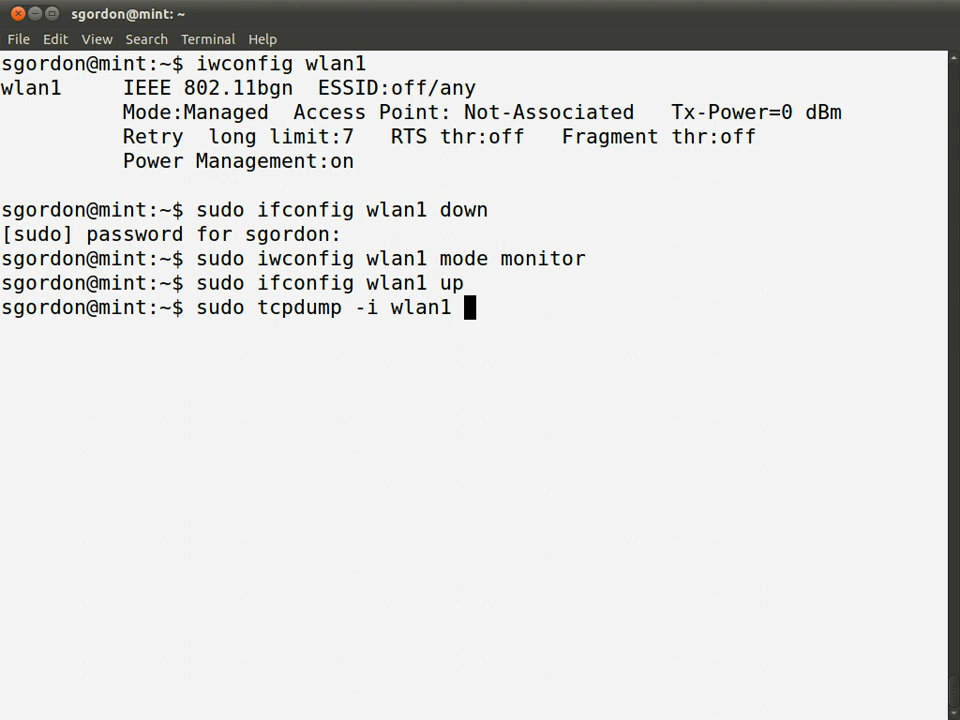 sgordon@mint: ~
File Edit View Search Terminal Help
sgordon@mint:~$ iwconfig wlan1
wlan1     IEEE 802.11bgn  ESSID:off/any
          Mode:Managed  Access Point: Not-Associated   Tx-Power=0 dBm
          Retry  long limit:7   RTS thr:off   Fragment thr:off
          Power Management:on
sgordon@mint:~$ sudo ifconfig wlan1 down
[sudo] password for sgordon:
sgordon@mint:~$ sudo iwconfig wlan1 mode monitor
sgordon@mint:~$ sudo ifconfig wlan1 up
sgordon@mint:~$ sudo tcpdump -i wlan1